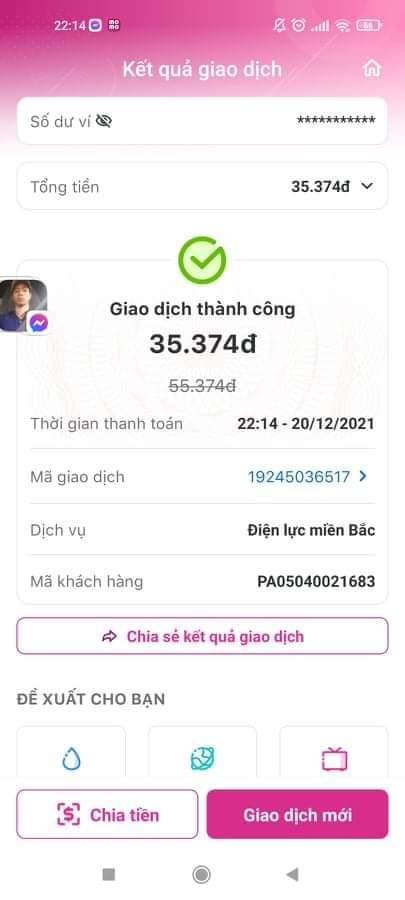 22:14
mo
mo
66
Kết quả giao dịch
Số dư ví ***********
Tổng tiền 35.374đ
Giao dịch thành công
35.374đ
55.374đ
Thời gian thanh toán 22:14 - 20/12/2021
Mã giao dịch 19245036517
Dịch vụ Điện lực miền Bắc
Mã khách hàng PA05040021683
Chia sẻ kết quả giao dịch
ĐỀ XUẤT CHO BẠN
$ Chia tiền Giao dịch mới